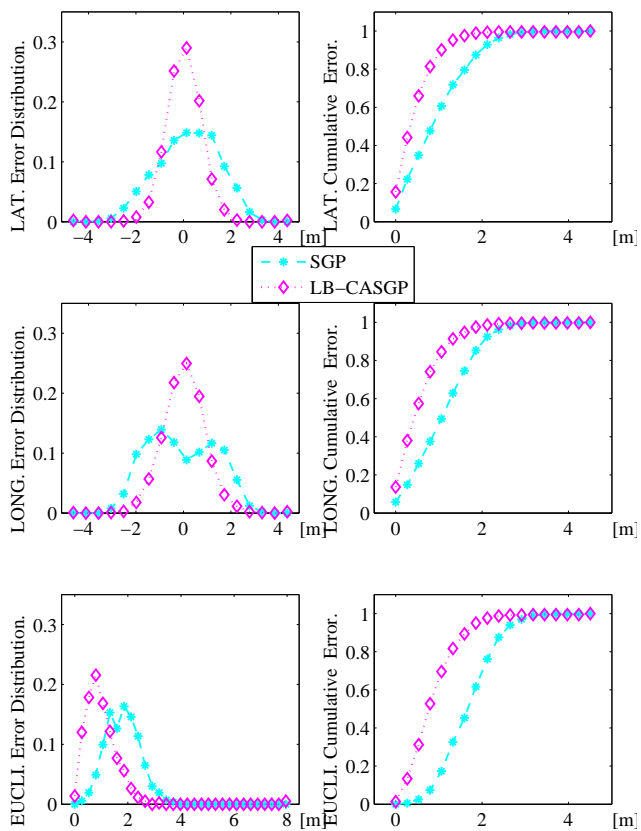 LAT. Error Distribution.
0.3
0.2
0.1
0
−4 −2 0 2 4 [m]
LAT. Cumulative Error.
1
0.8
0.6
0.4
0.2
0
0 2 4 [m]
SGP
LB−CASGP
LONG. Error Distribution.
0.3
0.2
0.1
0
−4 −2 0 2 4 [m]
LONG. Cumulative Error.
1
0.8
0.6
0.4
0.2
0
0 2 4 [m]
EUCLI. Error Distribution.
0.3
0.2
0.1
0
0 2 4 6 8 [m]
EUCLI. Cumulative Error.
1
0.8
0.6
0.4
0.2
0
0 2 4 [m]